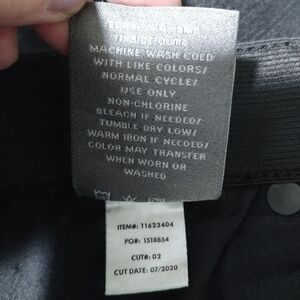 MACHINE WASH COLD
WITH LIKE COLORS/
NORMAL CYCLE/
USE ONLY
NON-CHLORINE
BLEACH IF NEEDED/
TUMBLE DRY LOW/
WARM IRON IF NEEDED/
COLOR MAY TRANSFER
WHEN WORN OR
WASHED
ITEM#: 11623404
PO#: 1518854
CUT#: 02
CUT DATE: 07/2020